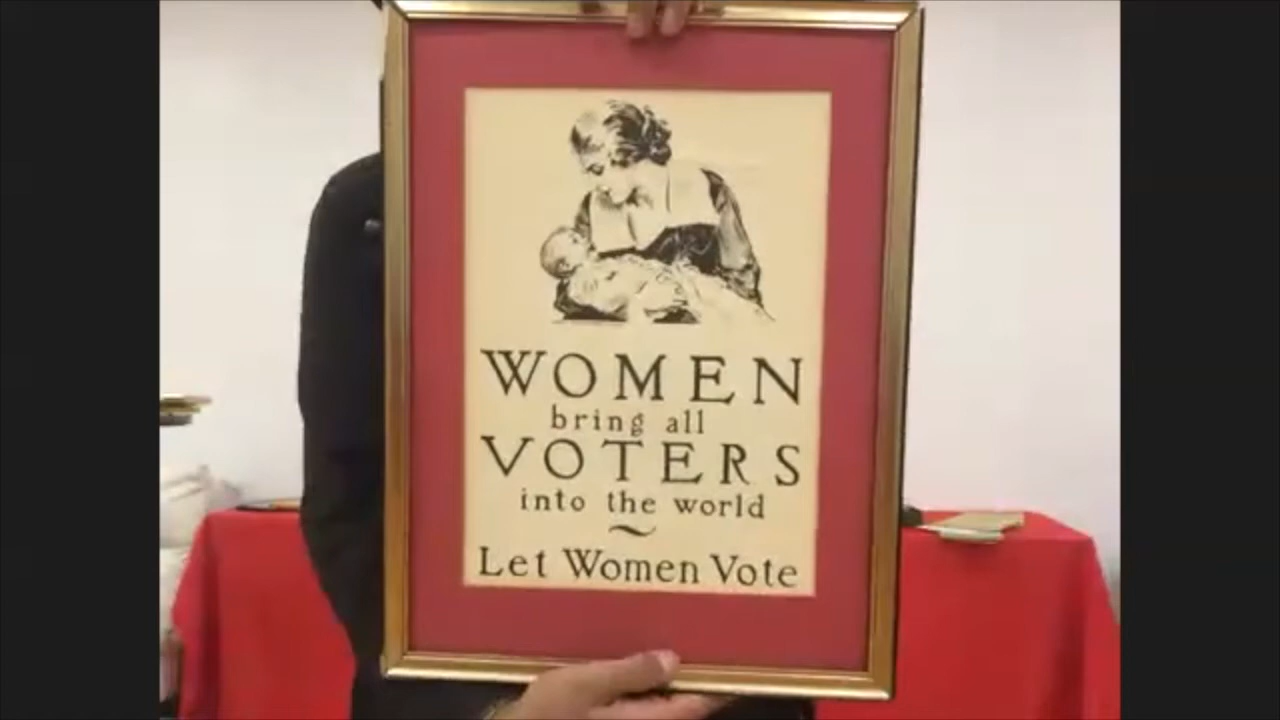 WOMEN
bring all
VOTERS
into the world
~
Let Women Vote